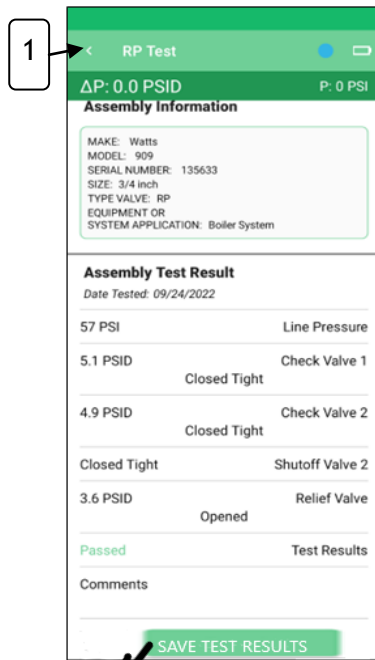 1
< RP Test
ΔP: 0.0 PSID P: 0 PSI
Assembly Information
MAKE: Watts
MODEL: 909
SERIAL NUMBER: 135633
SIZE: 3/4 inch
TYPE VALVE: RP
EQUIPMENT OR
SYSTEM APPLICATION: Boiler System
Assembly Test Result
Date Tested: 09/24/2022
57 PSI Line Pressure
5.1 PSID Check Valve 1
Closed Tight
4.9 PSID Check Valve 2
Closed Tight
Closed Tight Shutoff Valve 2
3.6 PSID Relief Valve
Opened
Passed Test Results
Comments
SAVE TEST RESULTS